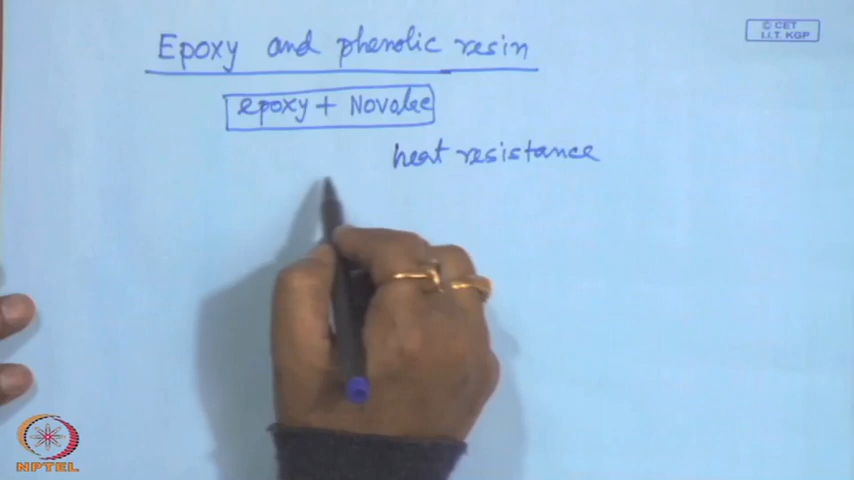 Epoxy and phenolic resin
© CET
I.I.T. KGP
epoxy + Novolac
heat resistance
NPTEL